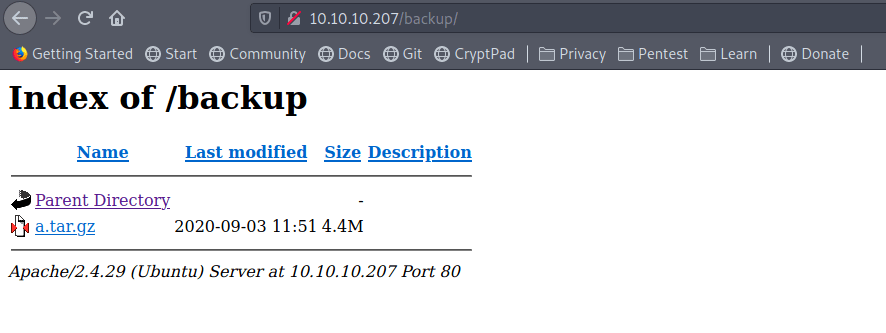 10.10.10.207/backup/
Getting Started Start Community Docs Git CryptPad Privacy Pentest Learn Donate
Index of /backup
Name Last modified Size Description
Parent Directory -
a.tar.gz 2020-09-03 11:51 4.4M
Apache/2.4.29 (Ubuntu) Server at 10.10.10.207 Port 80